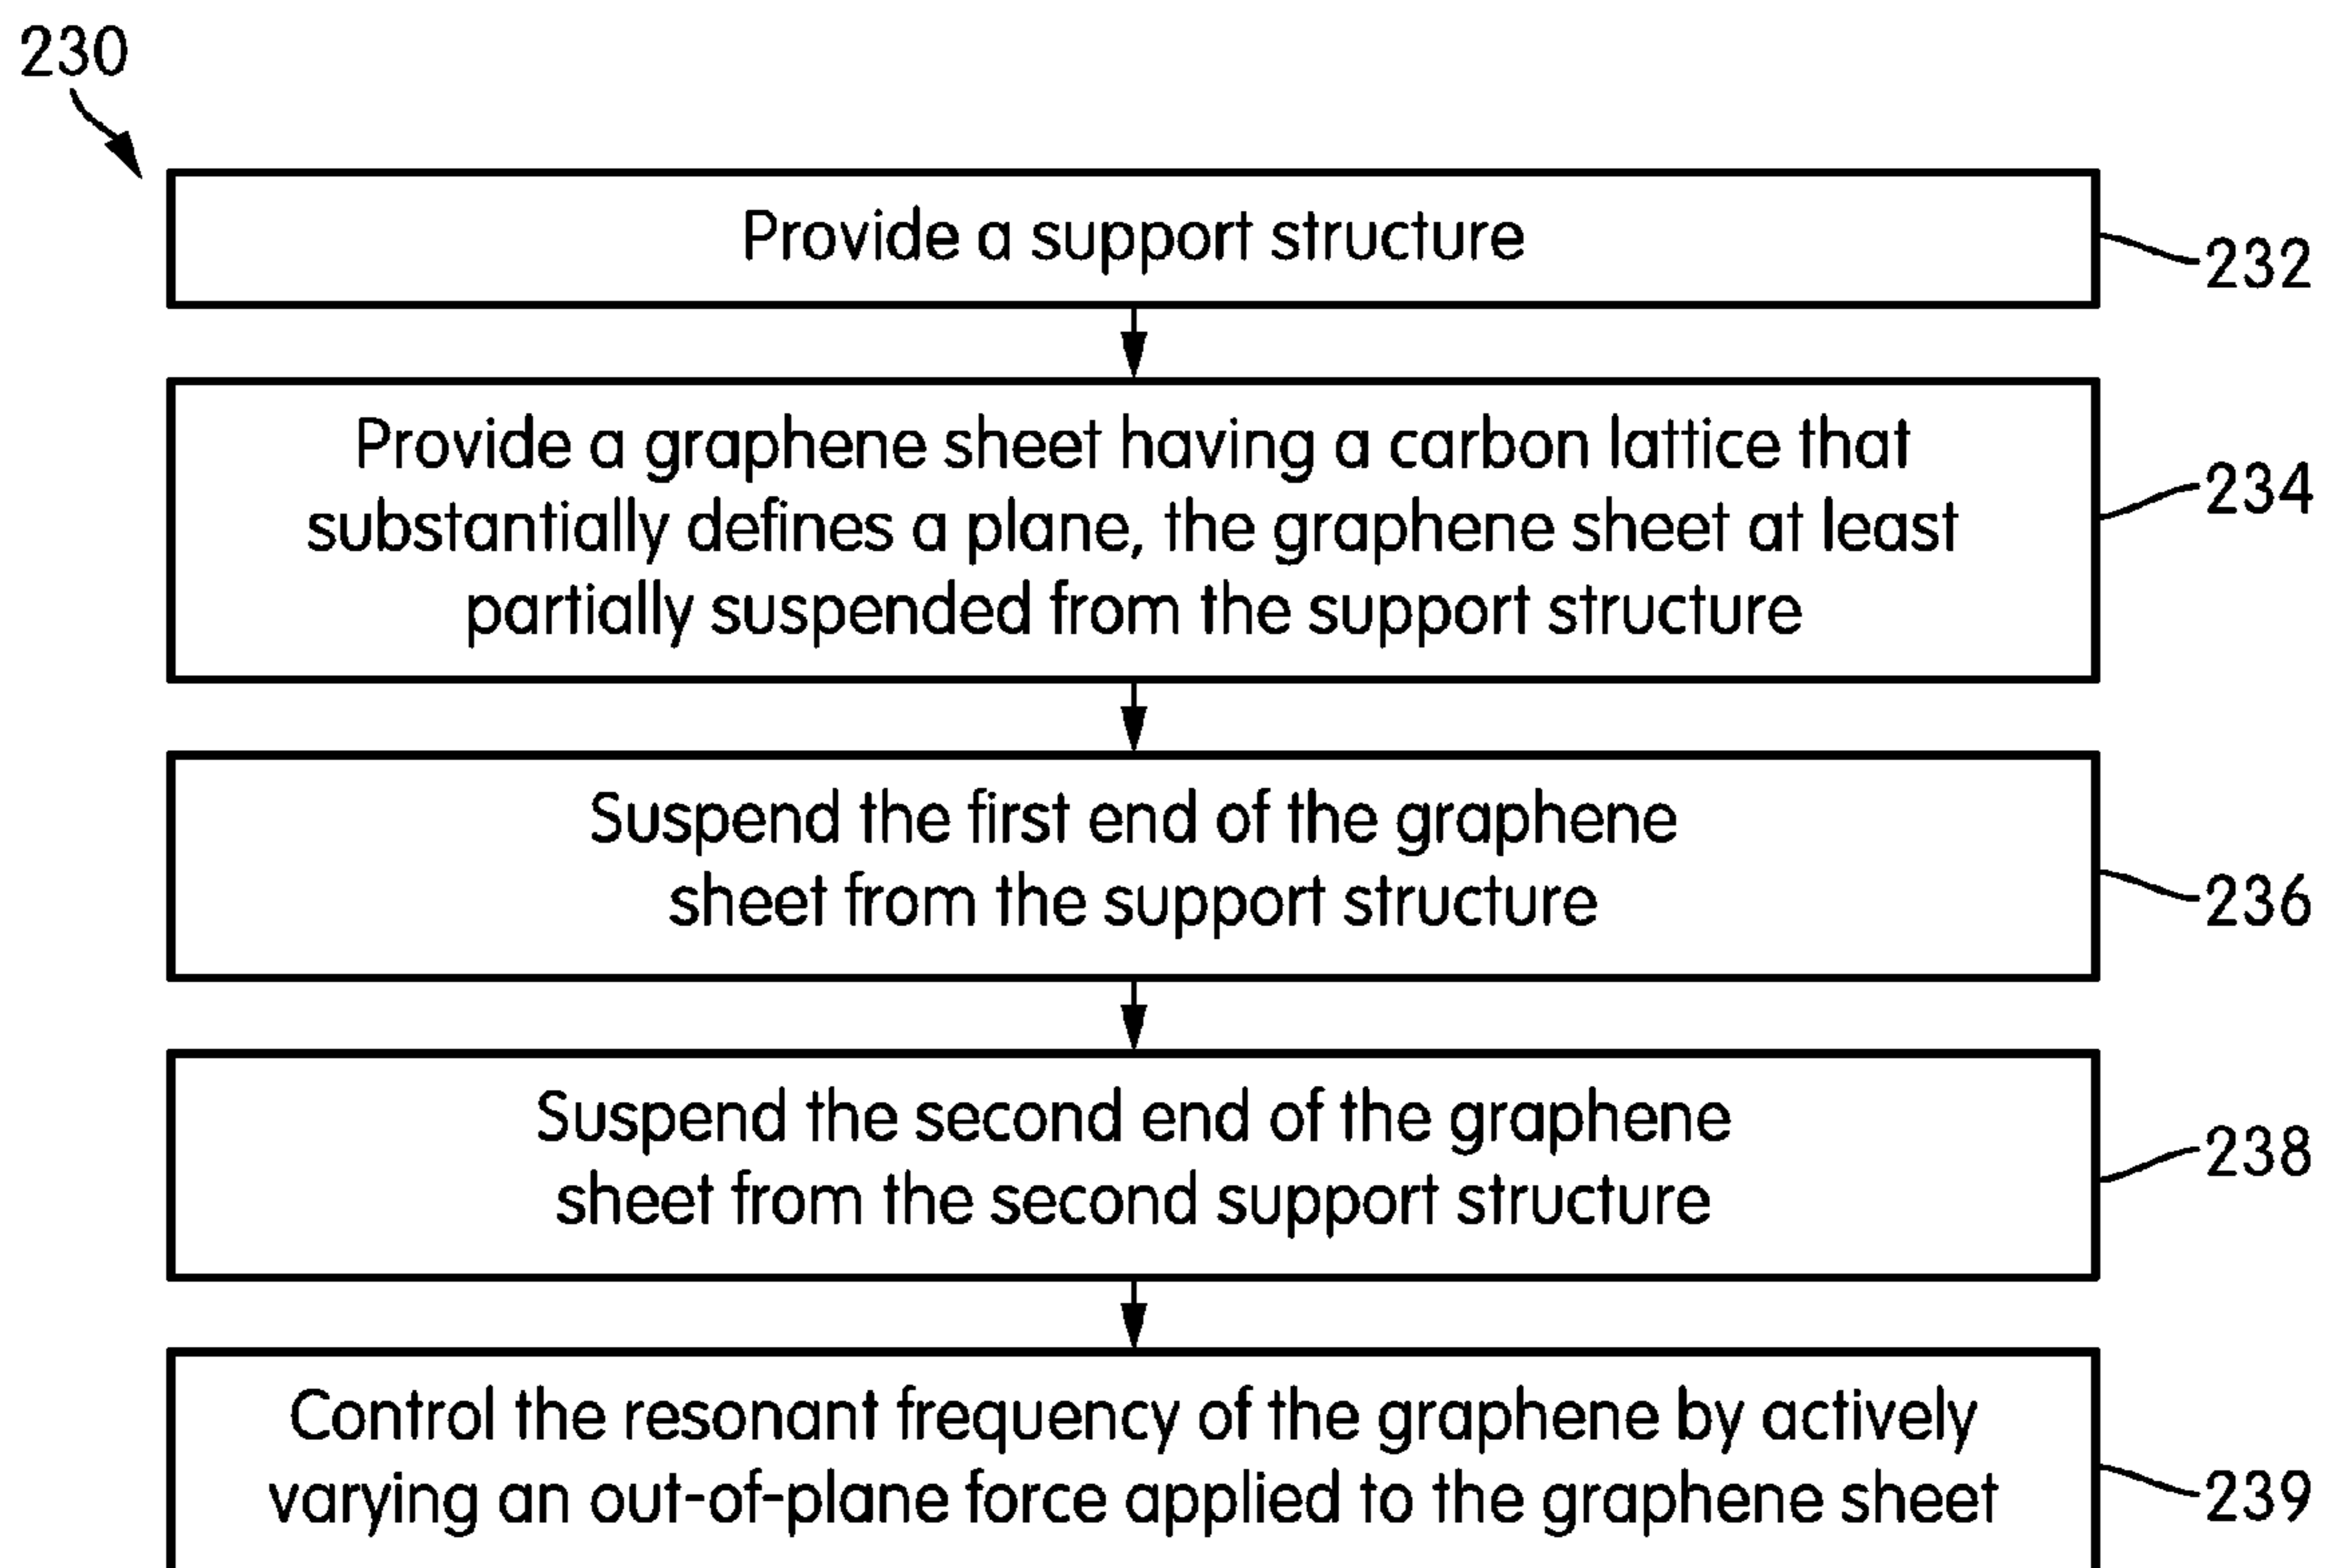 230
Provide a support structure
232
Provide a graphene sheet having a carbon lattice that
substantially defines a plane, the graphene sheet at least
partially suspended from the support structure
234
Suspend the first end of the graphene
sheet from the support structure
236
Suspend the second end of the graphene
sheet from the second support structure
238
Control the resonant frequency of the graphene by actively
varying an out-of-plane force applied to the graphene sheet
239